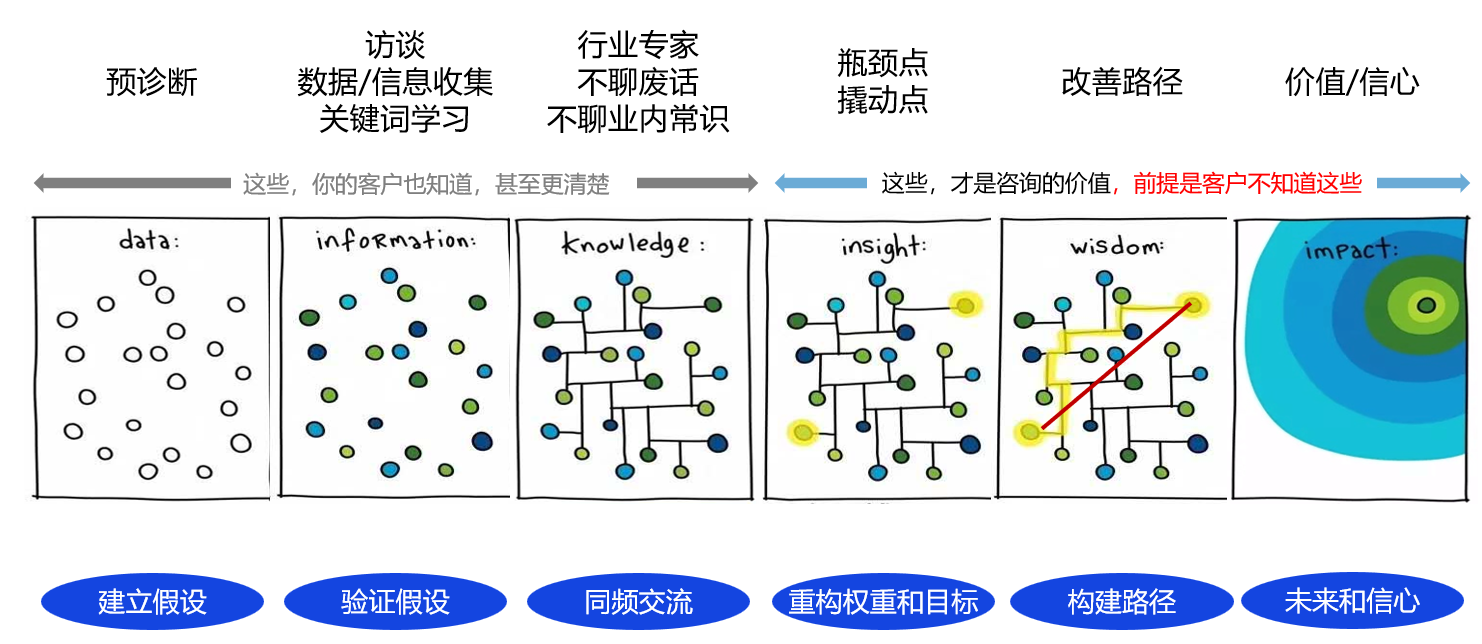 预诊断
访谈
数据/信息收集
关键词学习
行业专家
不聊废话
不聊业内常识
瓶颈点
撬动点
改善路径
价值/信心
这些，你的客户也知道，甚至更清楚
这些，才是咨询的价值，前提是客户不知道这些
data:
information:
knowledge:
insight:
wisdom:
impact:
建立假设
验证假设
同频交流
重构权重和目标
构建路径
未来和信心